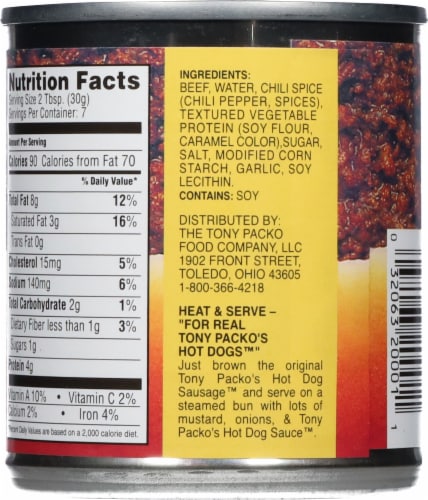 Nutrition Facts
Serving Size 2 Tbsp. (30g)
Servings Per Container: 7
Amount Per Serving
Calories 90 Calories from Fat 70
% Daily Value*
Total Fat 8g 12%
Saturated Fat 3g 16%
Trans Fat 0g
Cholesterol 15mg 5%
Sodium 140mg 6%
Total Carbohydrate 2g 1%
Dietary Fiber less than 1g 3%
Sugars 1g
Protein 4g
Vitamin A 10% • Vitamin C 2%
Calcium 2% • Iron 4%
*Percent Daily Values are based on a 2,000 calorie diet.
INGREDIENTS:
BEEF, WATER, CHILI SPICE
(CHILI PEPPER, SPICES),
TEXTURED VEGETABLE
PROTEIN (SOY FLOUR,
CARAMEL COLOR),SUGAR,
SALT, MODIFIED CORN
STARCH, GARLIC, SOY
LECITHIN.
CONTAINS: SOY
DISTRIBUTED BY:
THE TONY PACKO
FOOD COMPANY, LLC
1902 FRONT STREET,
TOLEDO, OHIO 43605
1-800-366-4218
HEAT & SERVE –
"FOR REAL
TONY PACKO'S
HOT DOGS™"
Just brown the original
Tony Packo's Hot Dog
Sausage™ and serve on a
steamed bun with lots of
mustard, onions, & Tony
Packo's Hot Dog Sauce™.
0 32063 20001 1